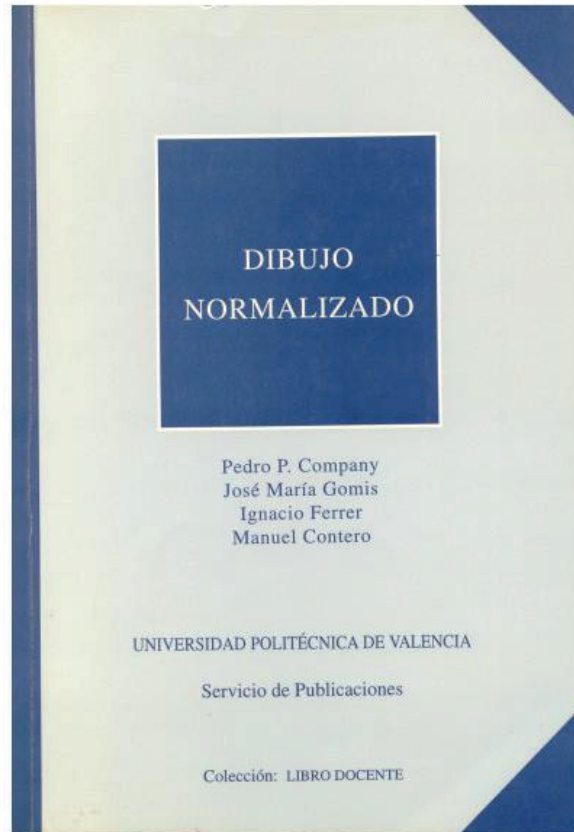 DIBUJO
NORMALIZADO
Pedro P. Company
José María Gomis
Ignacio Ferrer
Manuel Contero
UNIVERSIDAD POLITÉCNICA DE VALENCIA
Servicio de Publicaciones
Colección: LIBRO DOCENTE